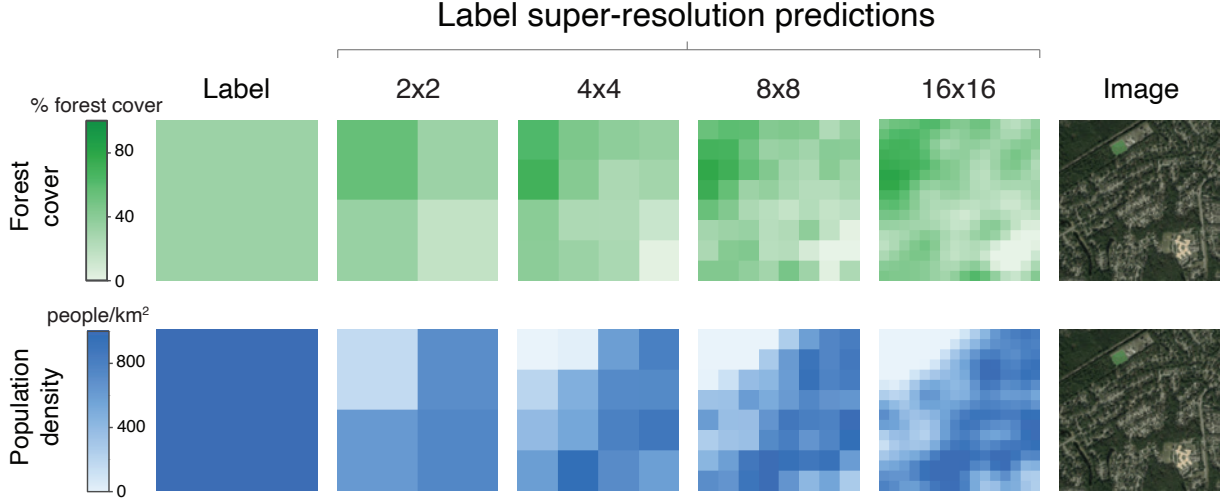 Label super-resolution predictions
Label
2x2
4x4
8x8
16x16
Image
% forest cover
80
40
0
Forest
cover
people/km²
800
400
0
Population
density